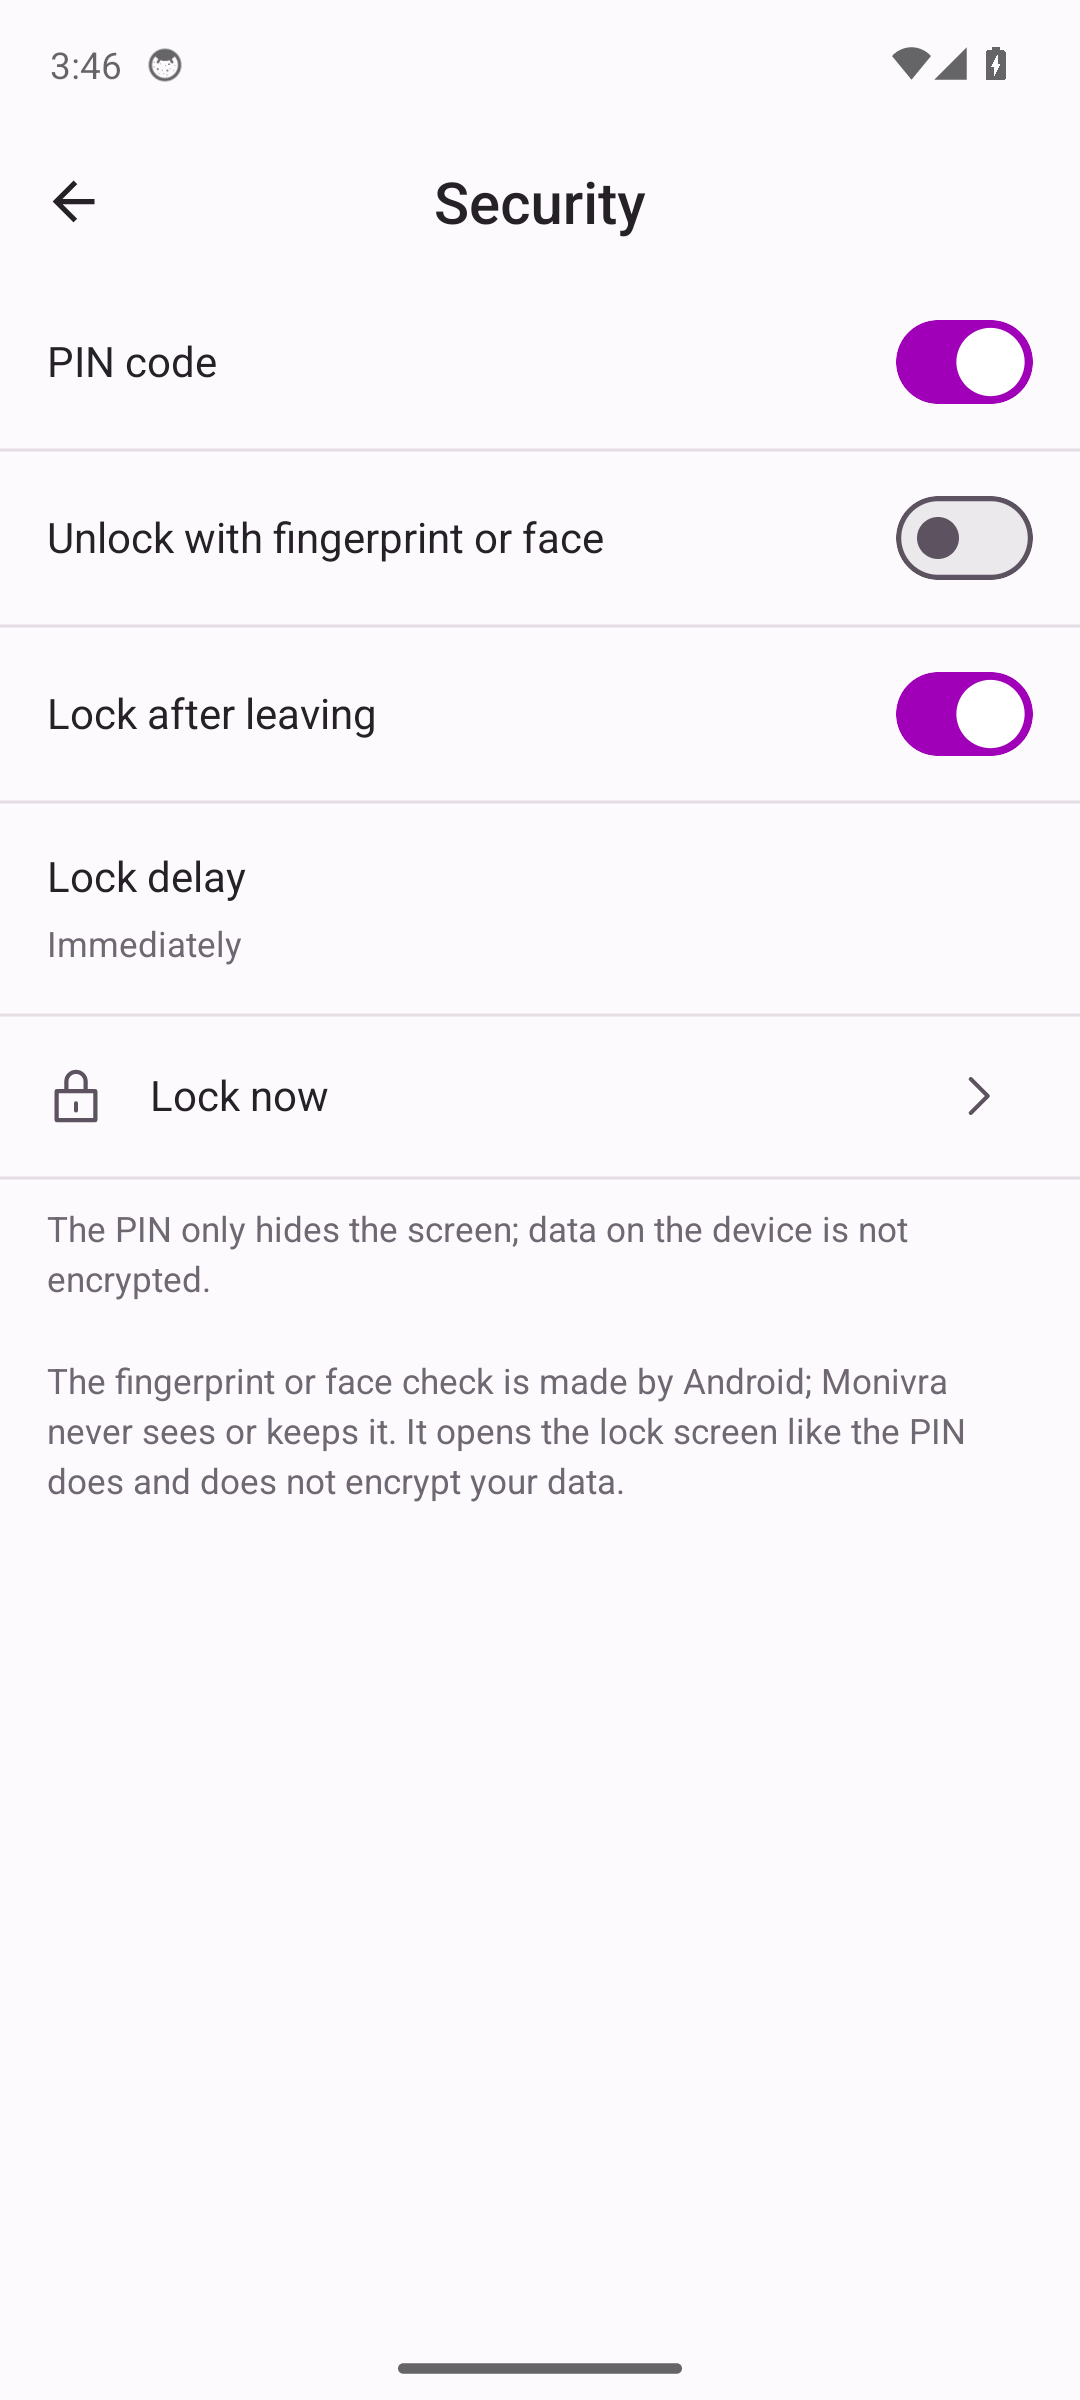 3:46
Security
PIN code
Unlock with fingerprint or face
Lock after leaving
Lock delay
Immediately
Lock now
The PIN only hides the screen; data on the device is not
encrypted.
The fingerprint or face check is made by Android; Monivra
never sees or keeps it. It opens the lock screen like the PIN
does and does not encrypt your data.